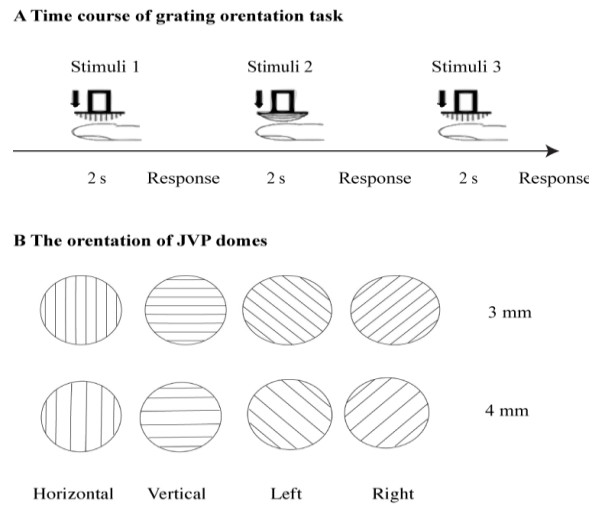 A Time course of grating orentation task
Stimuli 1 Stimuli 2 Stimuli 3
2 s Response 2 s Response 2 s Response
B The orentation of JVP domes
3 mm
4 mm
Horizontal Vertical Left Right